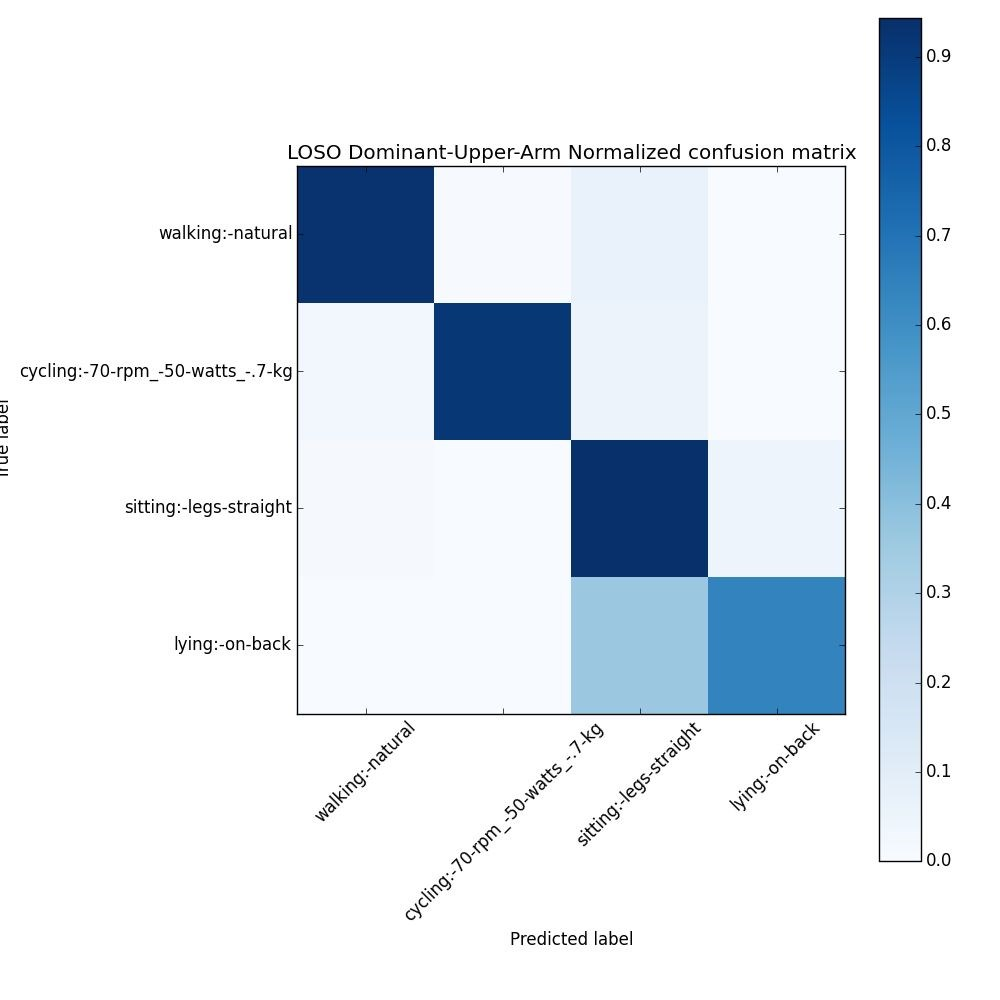 LOSO Dominant-Upper-Arm Normalized confusion matrix
walking:-natural
cycling:-70-rpm_-50-watts_-.7-kg
sitting:-legs-straight
lying:-on-back
True label
walking:-natural
cycling:-70-rpm_-50-watts_-.7-kg
sitting:-legs-straight
lying:-on-back
Predicted label
0.9
0.8
0.7
0.6
0.5
0.4
0.3
0.2
0.1
0.0